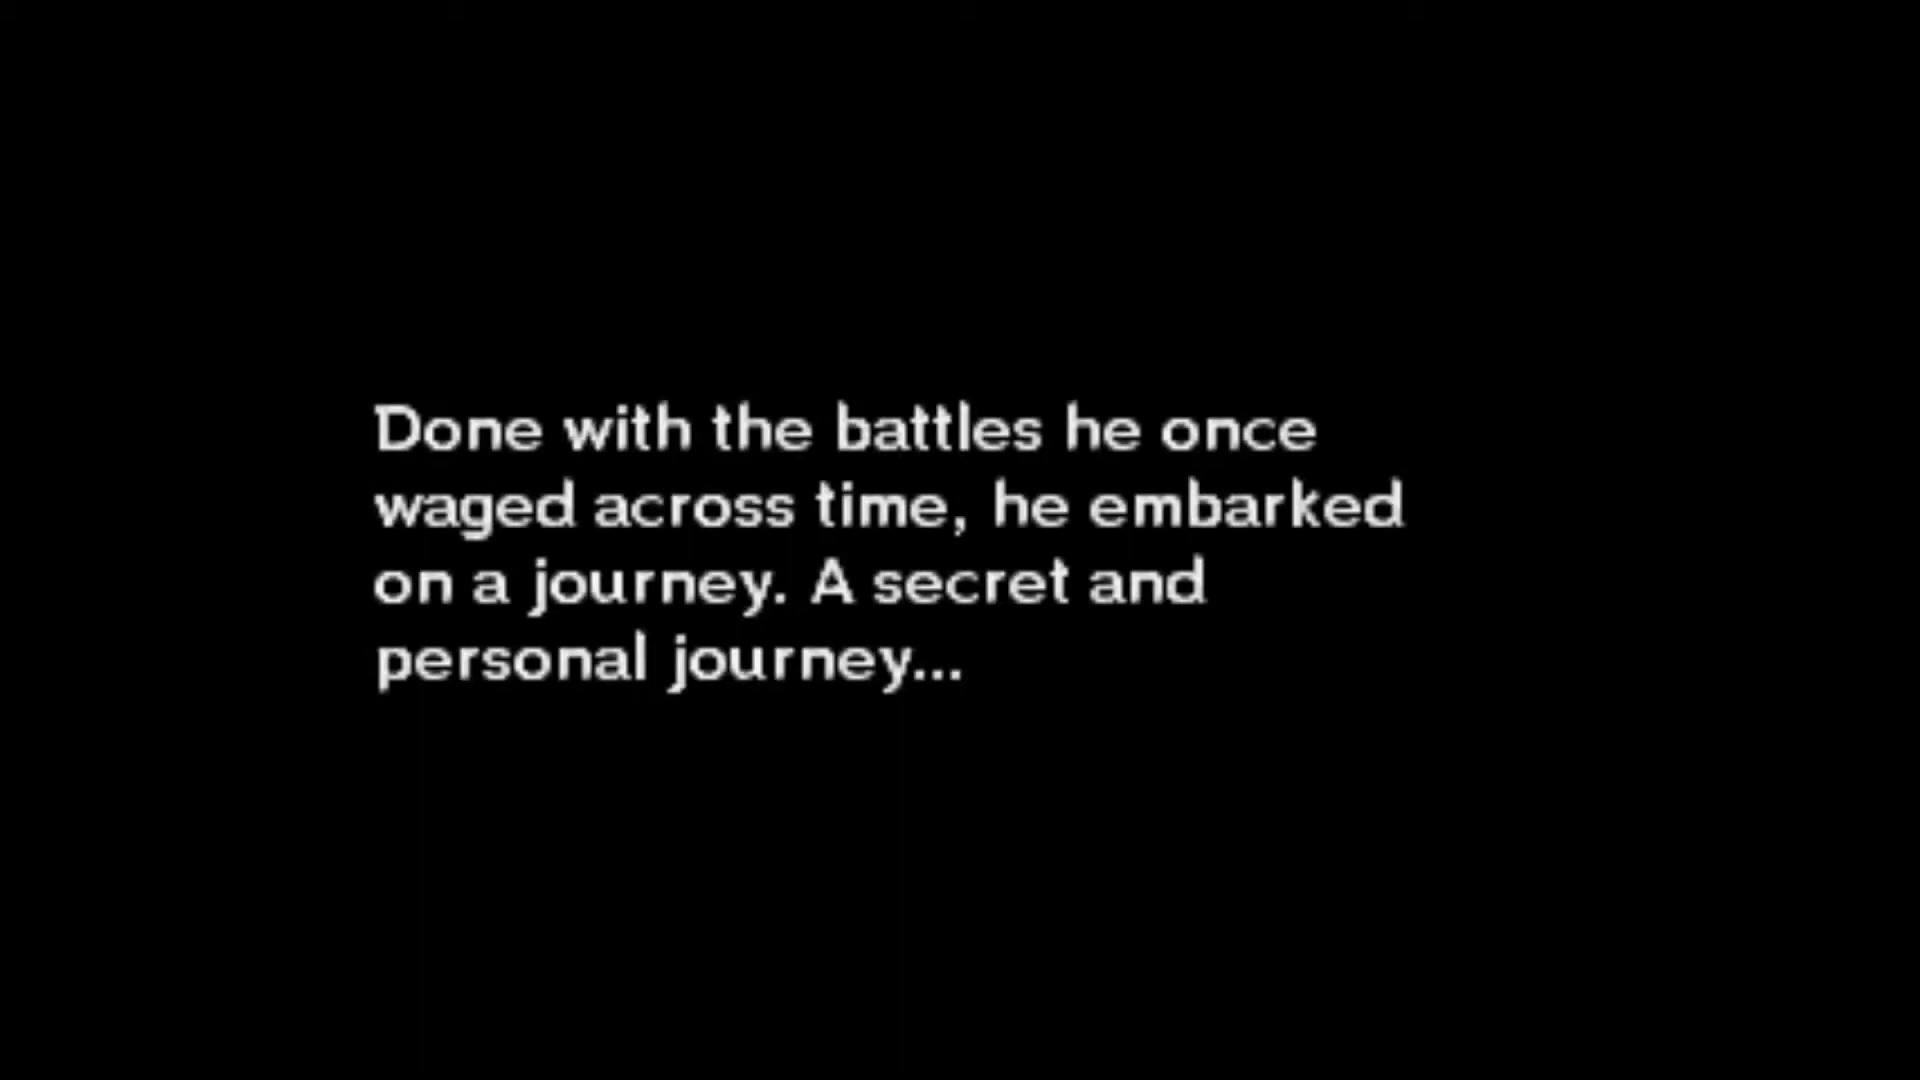 Done with the battles he once
waged across time, he embarked
on a journey. A secret and
personal journey...